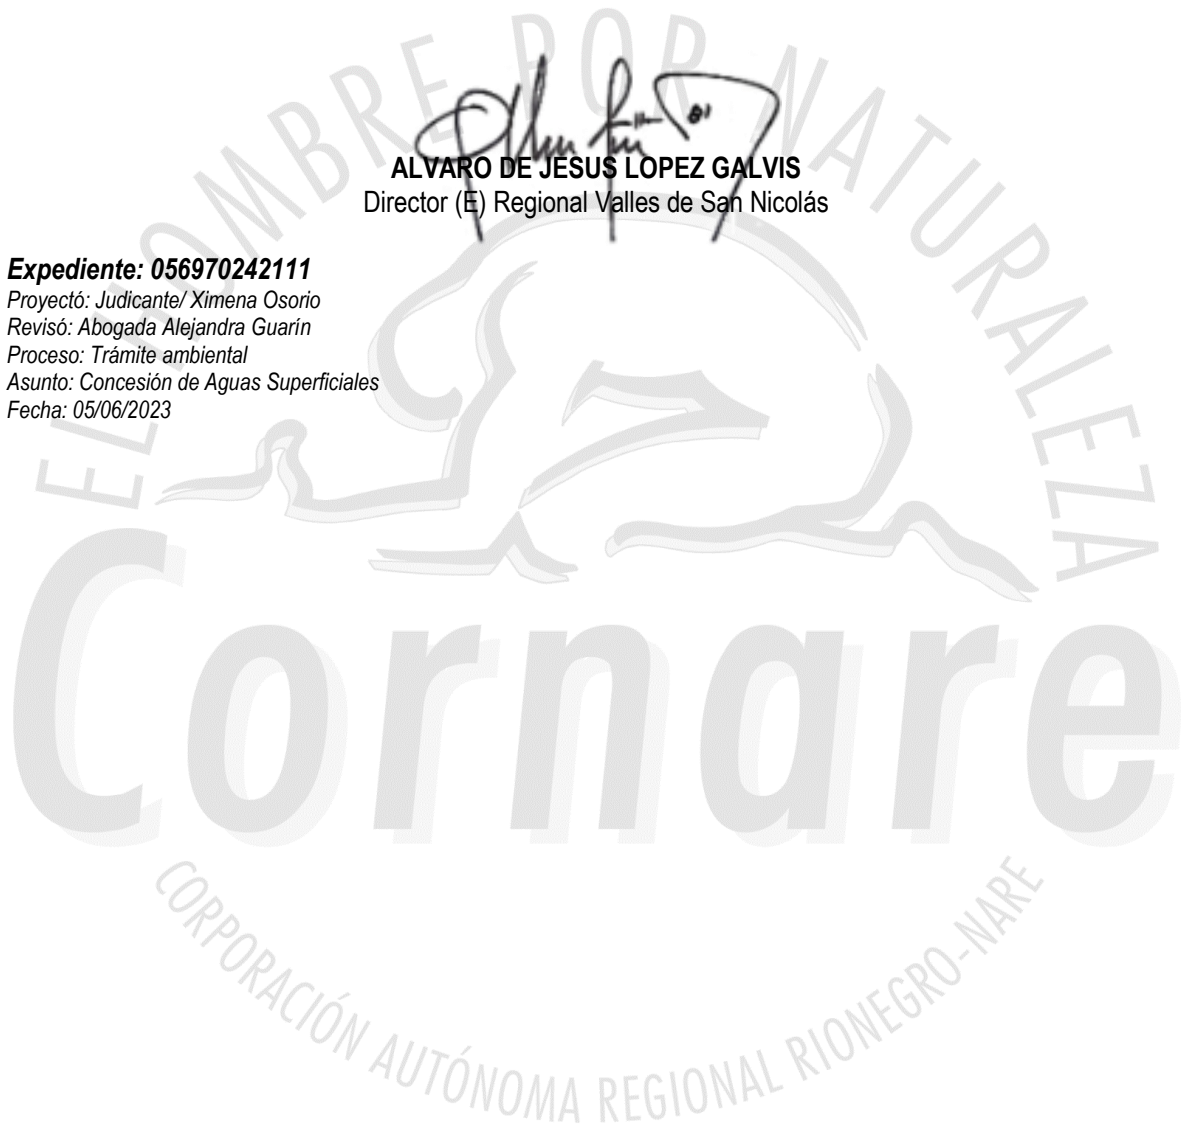 ALVARO DE JESUS LOPEZ GALVIS
Director (E) Regional Valles de San Nicolás
Expediente: 056970242111
Proyectó: Judicante/ Ximena Osorio
Revisó: Abogada Alejandra Guarín
Proceso: Trámite ambiental
Asunto: Concesión de Aguas Superficiales
Fecha: 05/06/2023
EL HOMBRE POR NATURALEZA
Cornare
CORPORACIÓN AUTÓNOMA REGIONAL RIONEGRO-NARE